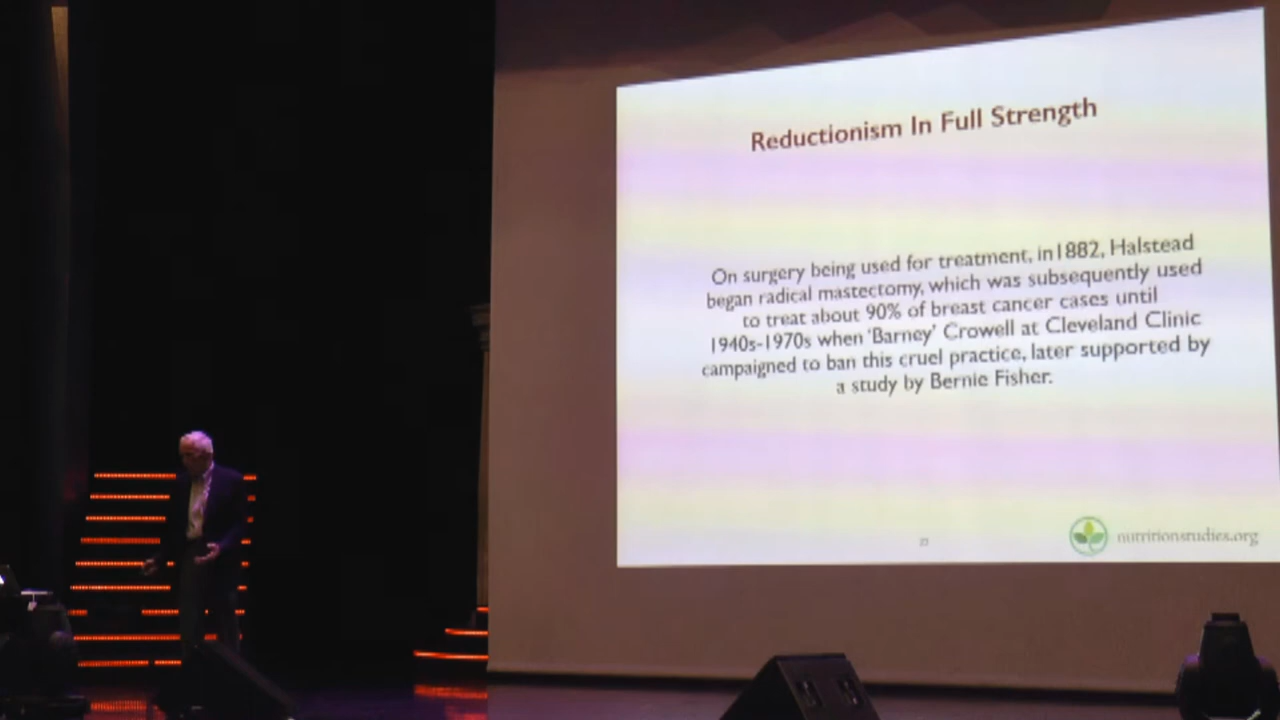 Reductionism In Full Strength
On surgery being used for treatment, in1882, Halstead
began radical mastectomy, which was subsequently used
to treat about 90% of breast cancer cases until
1940s-1970s when 'Barney' Crowell at Cleveland Clinic
campaigned to ban this cruel practice, later supported by
a study by Bernie Fisher.
nutritionstudies.org